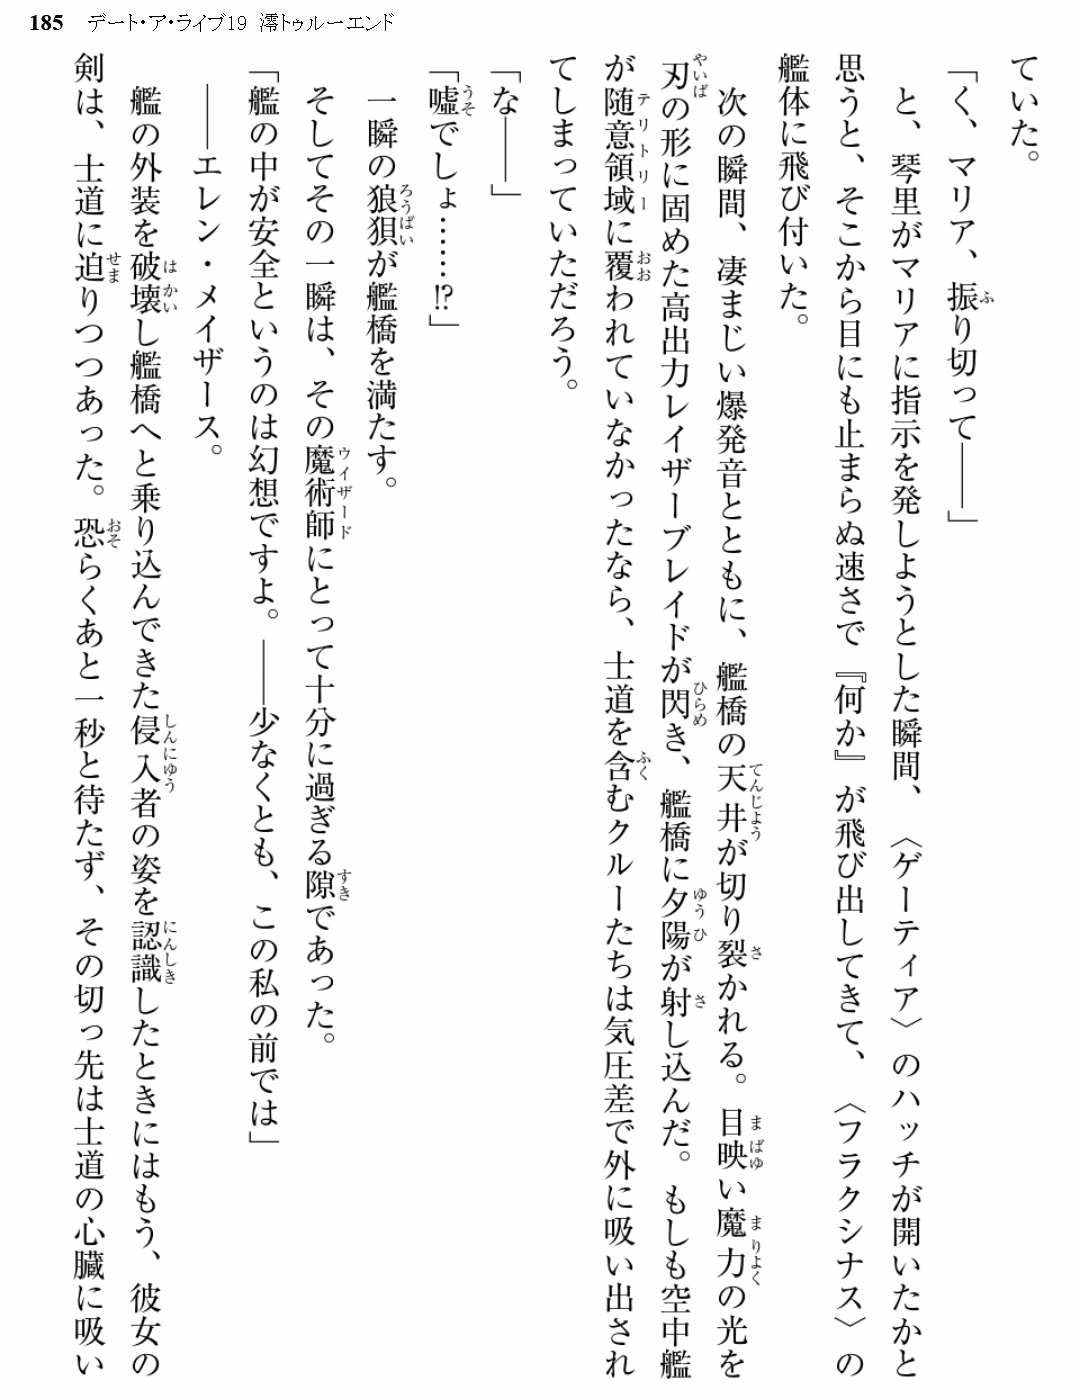 185 デート・ア・ライブ19 澪トゥルーエンド
ていた。
「く、マリア、振り切って――」
と、琴里がマリアに指示を発しようとした瞬間、〈ゲーティア〉のハッチが開いたかと
思うと、そこから目にも止まらぬ速さで『何か』が飛び出してきて、〈フラクシナス〉の
艦体に飛び付いた。
次の瞬間、凄まじい爆発音とともに、艦橋の天井が切り裂かれる。目映い魔力の光を
刃の形に固めた高出力レイザーブレイドが閃き、艦橋に夕陽が射し込んだ。もしも空中艦
が随意領域に覆われていなかったなら、士道を含むクルーたちは気圧差で外に吸い出され
てしまっていただろう。
「な――」
「嘘でしょ……!?」
一瞬の狼狽が艦橋を満たす。
そしてその一瞬は、その魔術師にとって十分に過ぎる隙であった。
「艦の中が安全というのは幻想ですよ。――少なくとも、この私の前では」
――エレン・メイザース。
艦の外装を破壊し艦橋へと乗り込んできた侵入者の姿を認識したときにはもう、彼女の
剣は、士道に迫りつつあった。恐らくあと一秒と待たず、その切っ先は士道の心臓に吸い